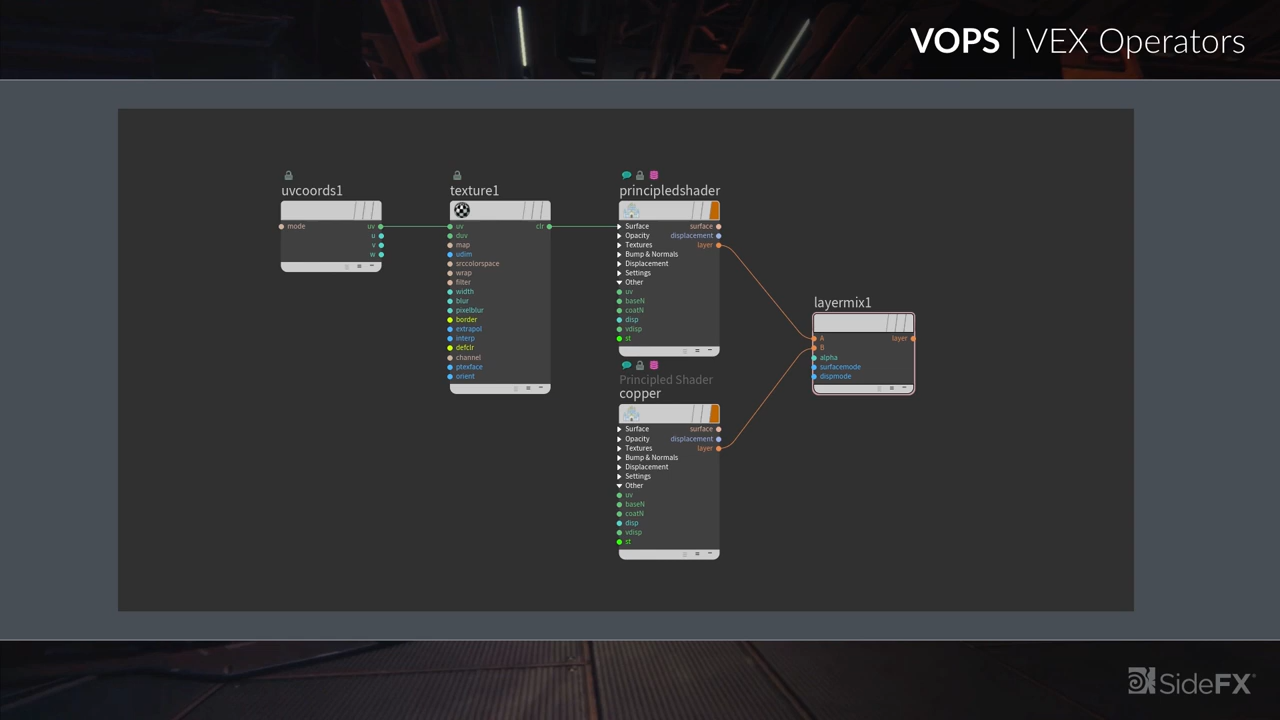 VOPS | VEX Operators
uvcoords1
mode uv
u
v
w
texture1
uv clr
duv
map
udim
srccolorspace
wrap
filter
width
blur
pixelblur
border
extrapol
interp
defclr
channel
ptexface
orient
principledshader
Surface surface
Opacity displacement
Textures layer
Bump & Normals
Displacement
Settings
Other
uv
baseN
coatN
disp
vdisp
st
Principled Shader
copper
Surface surface
Opacity displacement
Textures layer
Bump & Normals
Displacement
Settings
Other
uv
baseN
coatN
disp
vdisp
st
layermix1
A layer
B
alpha
surfacemode
dispmode
SideFX